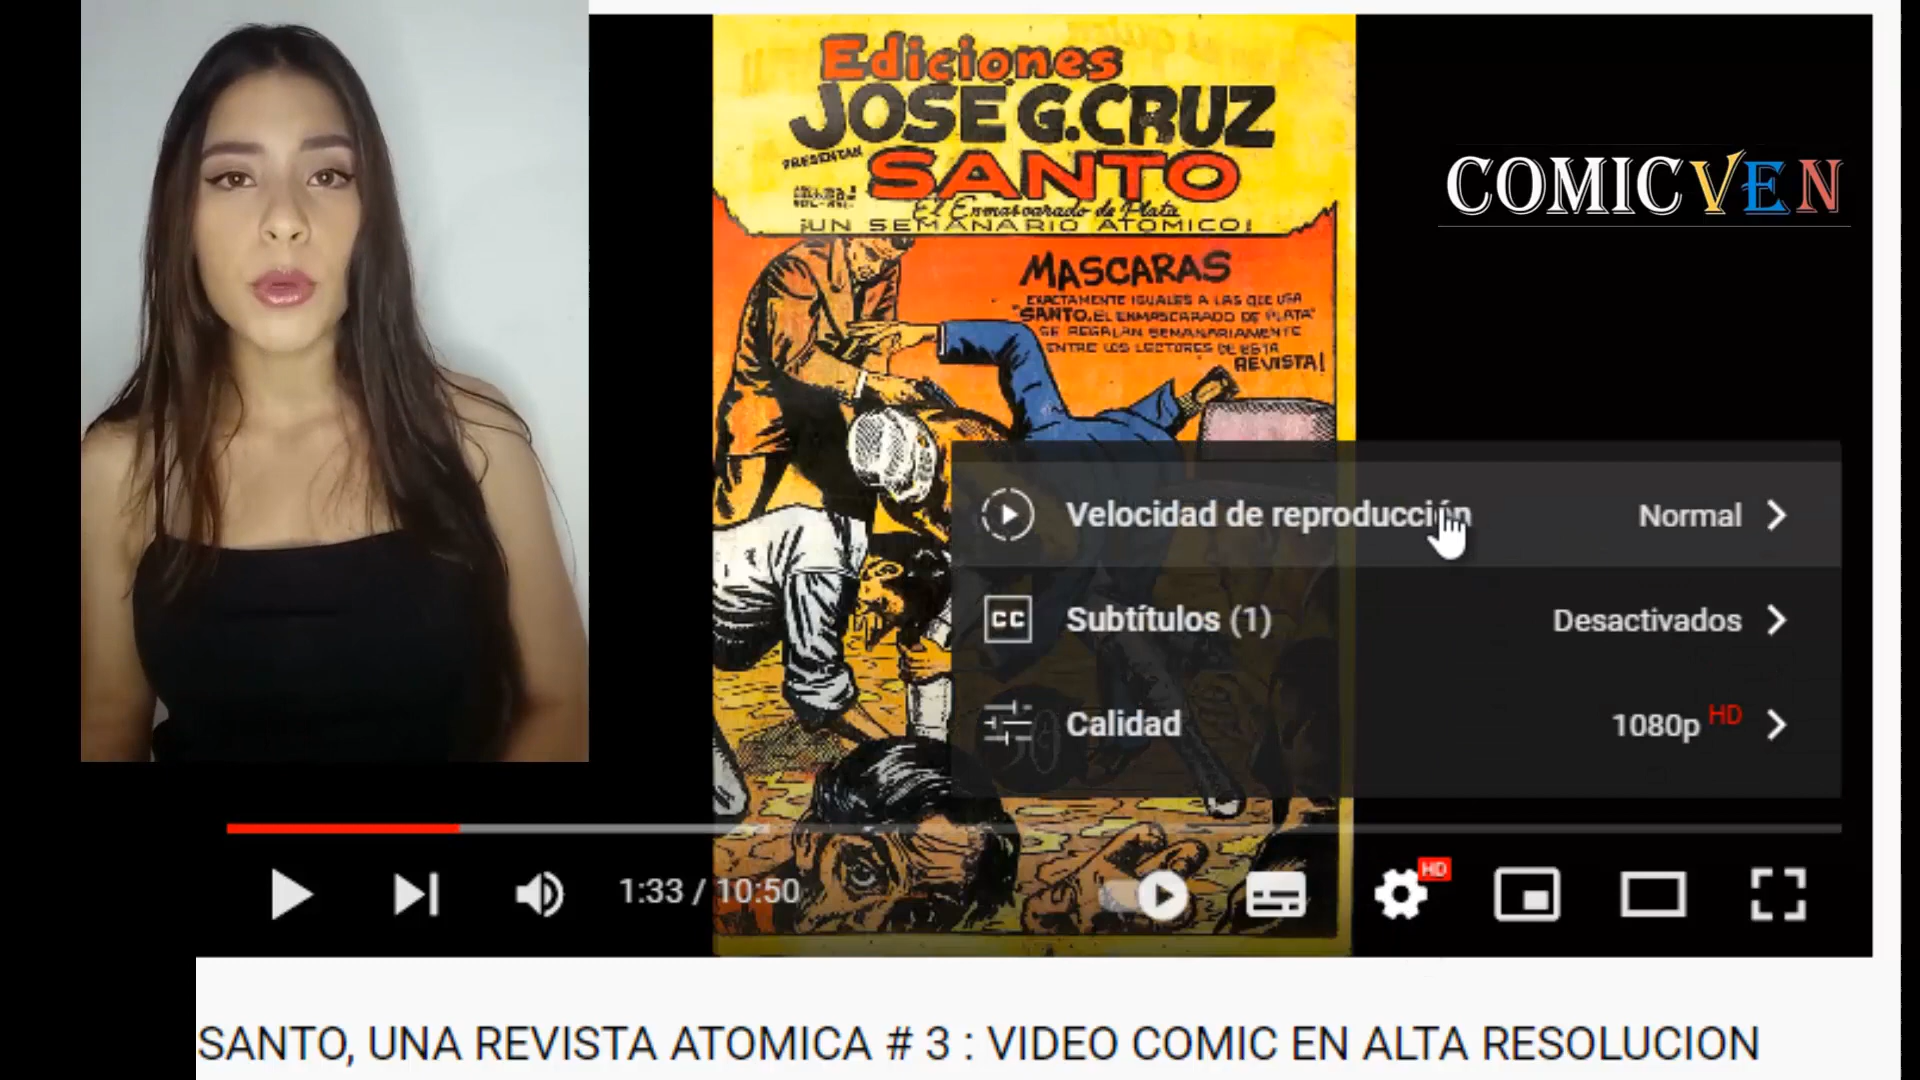 Ediciones
JOSE G. CRUZ
PRESENTAN
SANTO
El Enmascarado de Plata
¡UN SEMANARIO ATOMICO!
COMICVEN
MASCARAS
EXACTAMENTE IGUALES A LAS QUE USA
"SANTO, EL ENMASCARADO DE PLATA"
SE REGALAN SEMANARIAMENTE
ENTRE LOS LECTORES DE ESTA
REVISTA!
Velocidad de reproducción Normal
CC Subtítulos (1) Desactivados
Calidad 1080p HD
1:33 / 10:50
HD
SANTO, UNA REVISTA ATOMICA # 3 : VIDEO COMIC EN ALTA RESOLUCION